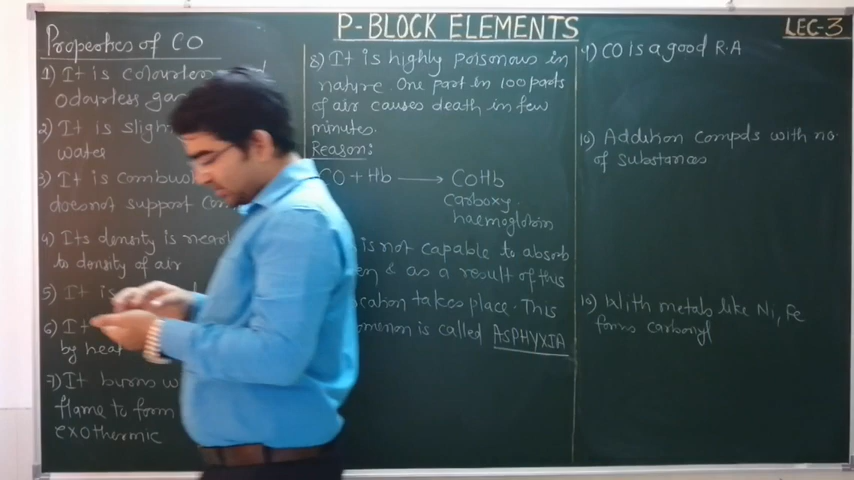 P-BLOCK ELEMENTS
LEC-3
Properties of CO
1) It is colourless
odourless gas
2) It is
water
3) It is
doesnot support
4) Its density is
to density of air
5) It is
6) It
by heat
7) It burns
flame to form
exothermic
8) It is highly poisonous in
nature. One part in 100 parts
of air causes death in few
minutes.
Reason:
CO + Hb ⟶ COHb
carboxy
haemoglobin
is not capable to absorb
& as a result of this
takes place. This
is called ASPHYXIA
9) CO is a good R.A
10) Addition compds with no.
of substances
With metals like Ni, Fe
forms carbonyl